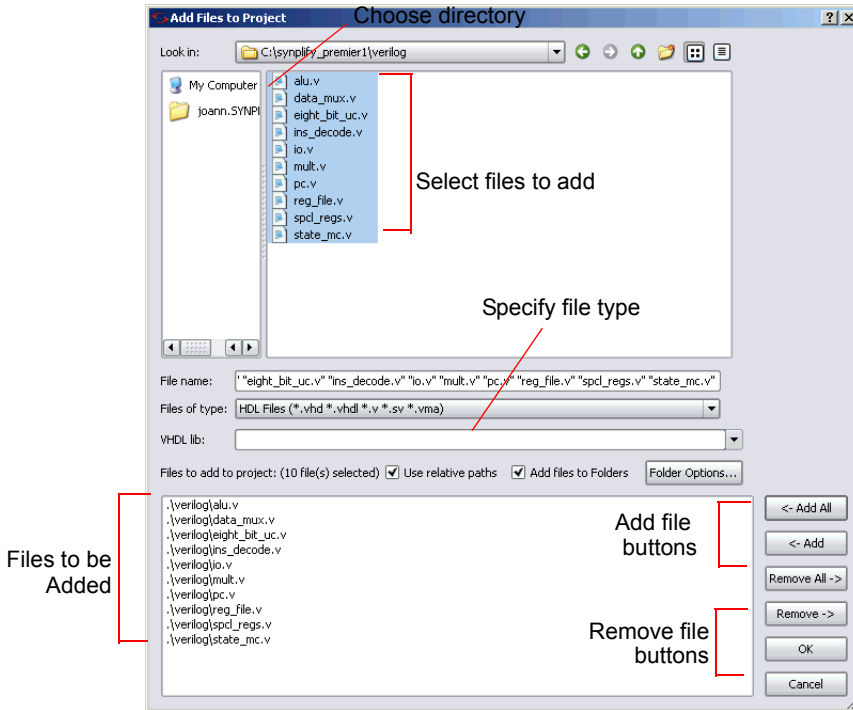 Add Files to Project
Choose directory
Look in:
C:\synplify_premier1\verilog
My Computer
joann.SYNPI
alu.v
data_mux.v
eight_bit_uc.v
ins_decode.v
io.v
mult.v
pc.v
reg_file.v
spcl_regs.v
state_mc.v
Select files to add
Specify file type
File name:
' "eight_bit_uc.v" "ins_decode.v" "io.v" "mult.v" "pc.v" "reg_file.v" "spcl_regs.v" "state_mc.v"
Files of type:
HDL Files (*.vhd *.vhdl *.v *.sv *.vma)
VHDL lib:
Files to add to project: (10 file(s) selected)
Use relative paths
Add files to Folders
Folder Options...
.\verilog\alu.v
.\verilog\data_mux.v
.\verilog\eight_bit_uc.v
.\verilog\ins_decode.v
.\verilog\io.v
.\verilog\mult.v
.\verilog\pc.v
.\verilog\reg_file.v
.\verilog\spcl_regs.v
.\verilog\state_mc.v
Files to be
Added
Add file
buttons
Remove file
buttons
<- Add All
<- Add
Remove All ->
Remove ->
OK
Cancel